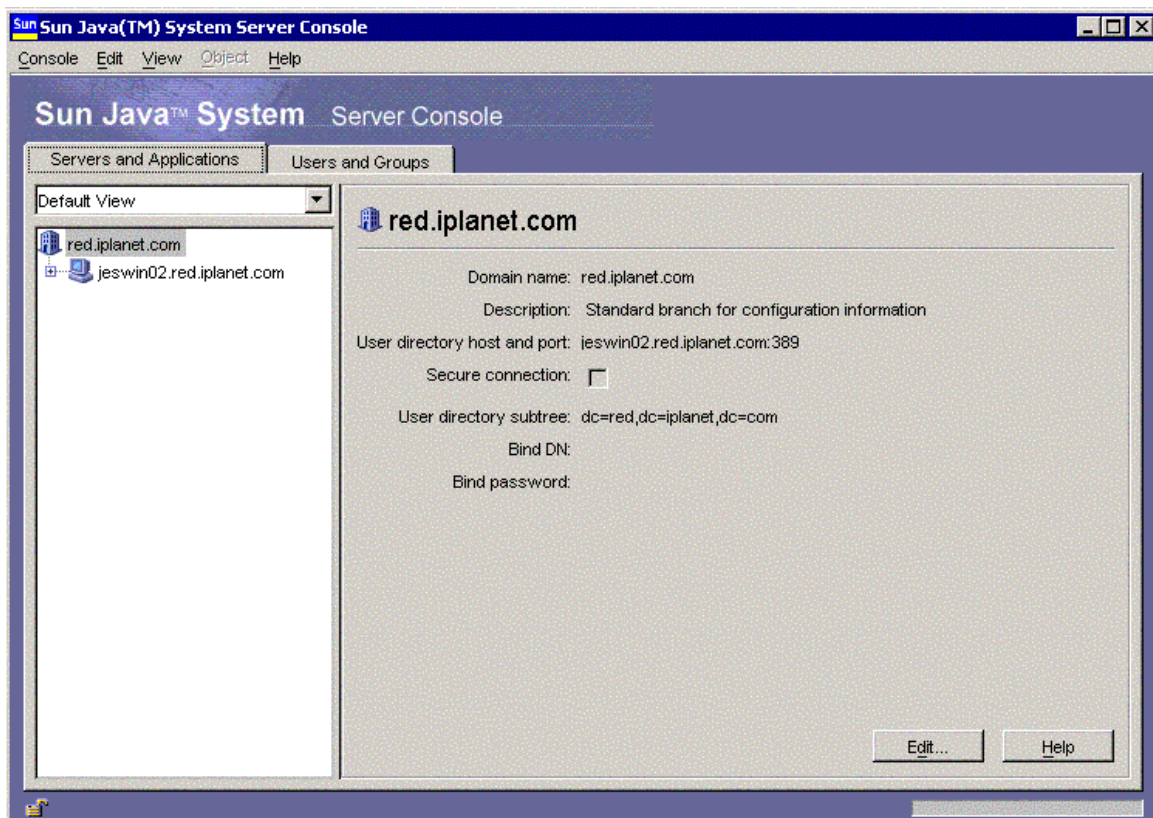 Sun Sun Java(TM) System Server Console
Console Edit View Object Help
Sun Java™ System Server Console
Servers and Applications Users and Groups
Default View
red.iplanet.com
jeswin02.red.iplanet.com
red.iplanet.com
Domain name: red.iplanet.com
Description: Standard branch for configuration information
User directory host and port: jeswin02.red.iplanet.com:389
Secure connection:
User directory subtree: dc=red,dc=iplanet,dc=com
Bind DN:
Bind password:
Edit... Help